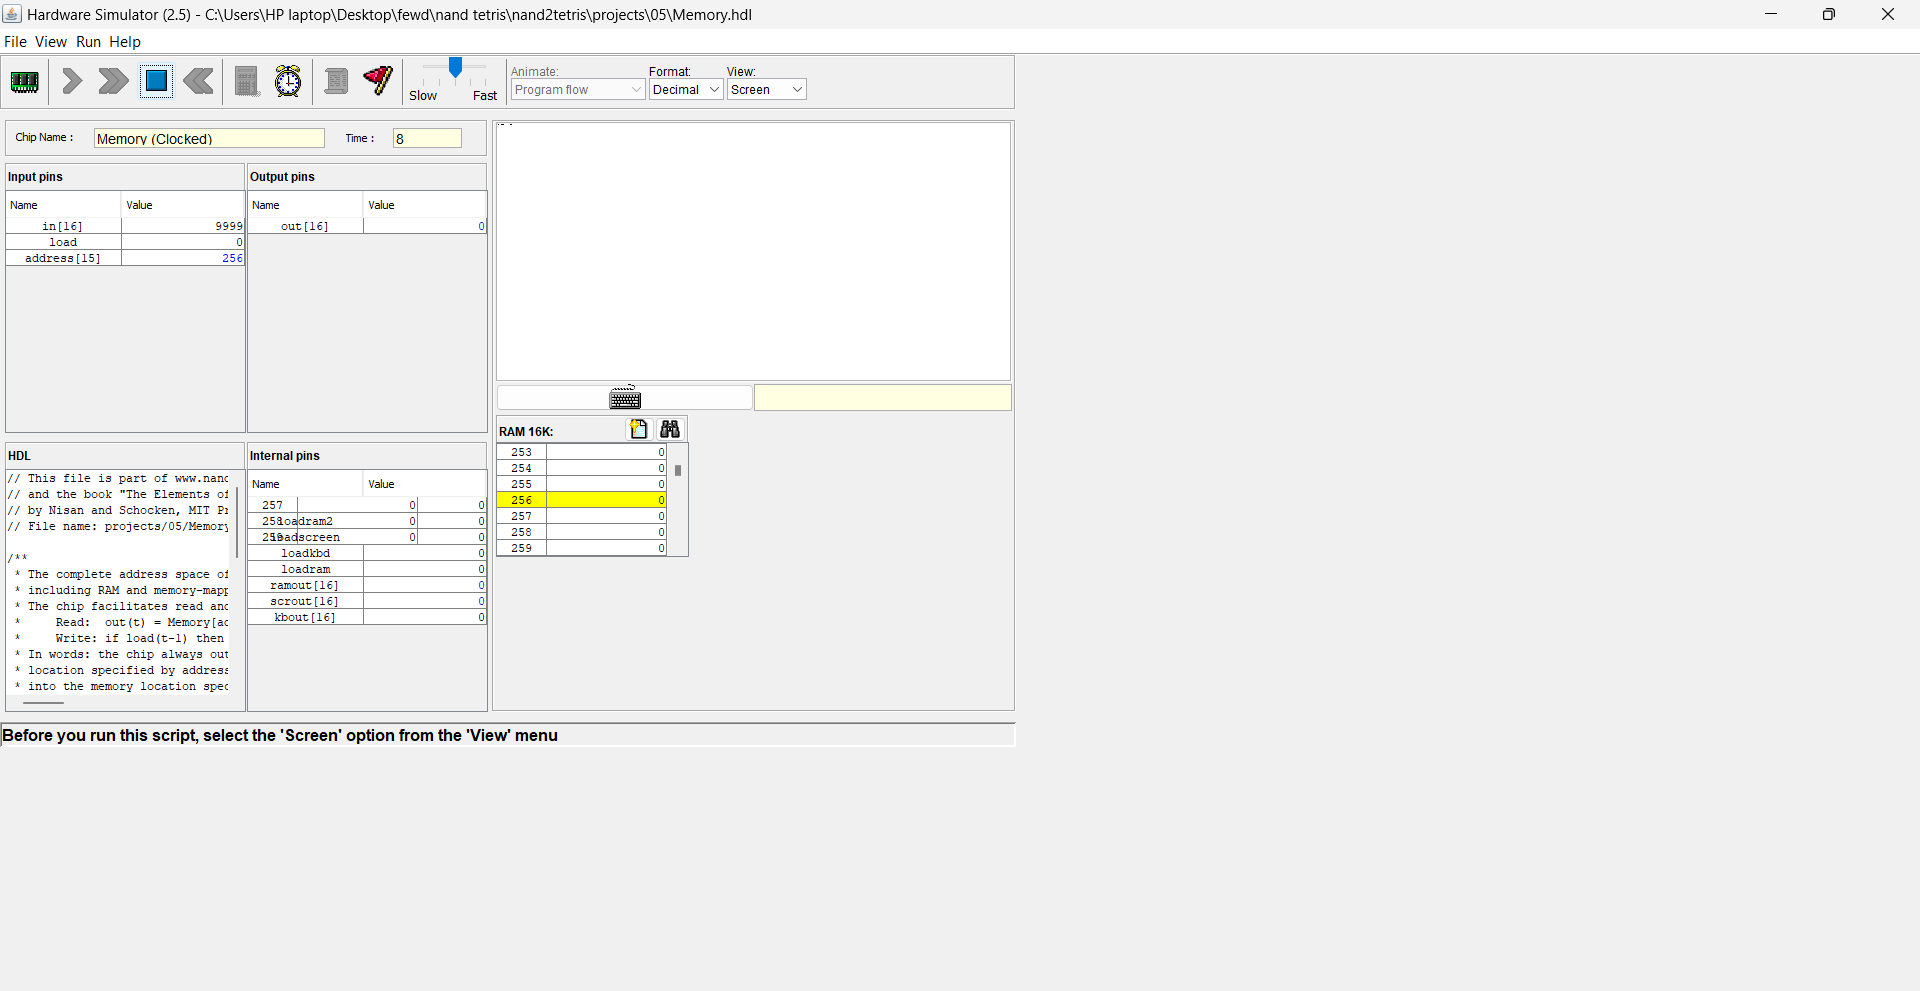 Hardware Simulator (2.5) - C:\Users\HP laptop\Desktop\fewd\nand tetris\nand2tetris\projects\05\Memory.hdl
File View Run Help
Slow Fast
Animate: Format: View:
Program flow Decimal Screen
Chip Name : Memory (Clocked) Time : 8
Input pins
Name Value
in[16] 9999
load 0
address[15] 256
Output pins
Name Value
out[16] 0
HDL
// This file is part of www.nand
// and the book "The Elements of
// by Nisan and Schocken, MIT Pr
// File name: projects/05/Memory
/**
* The complete address space of
* including RAM and memory-mapp
* The chip facilitates read and
* Read: out(t) = Memory[ad
* Write: if load(t-1) then
* In words: the chip always out
* location specified by address
* into the memory location spec
Internal pins
Name Value
257 0 0
258 loadram2 0 0
259 loadscreen 0 0
loadkbd 0
loadram 0
ramout[16] 0
scrout[16] 0
kbout[16] 0
RAM 16K:
253 0
254 0
255 0
256 0
257 0
258 0
259 0
Before you run this script, select the 'Screen' option from the 'View' menu